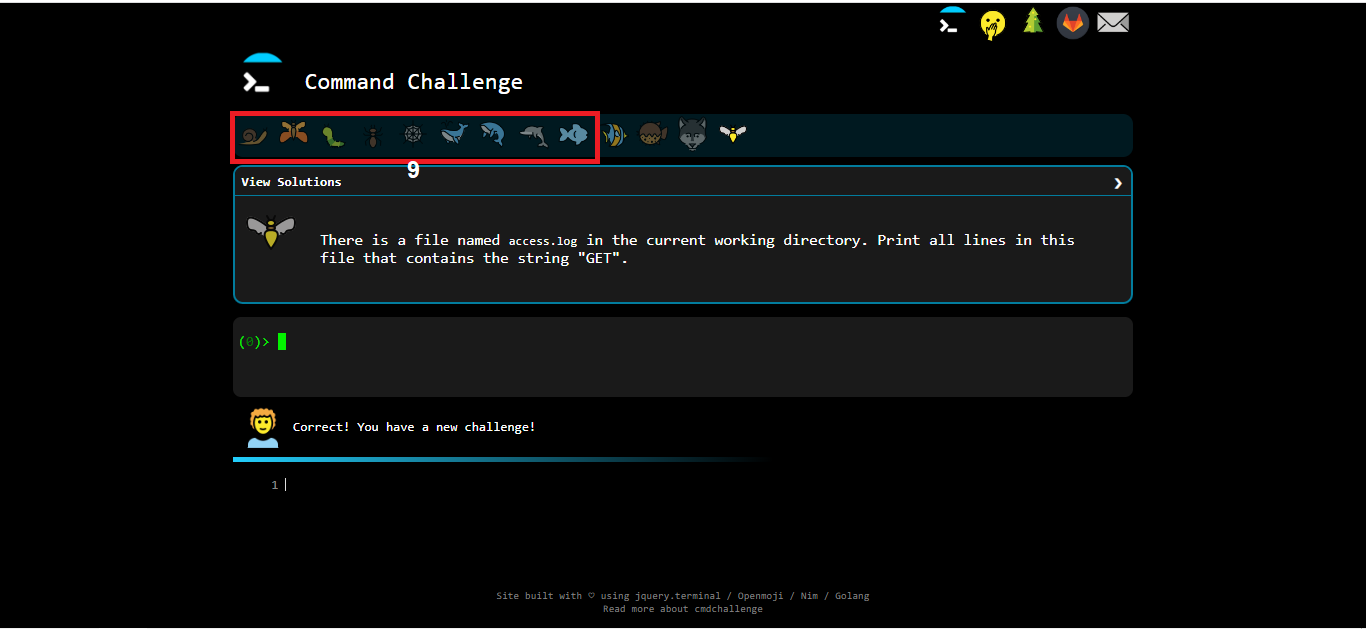 Command Challenge
9
View Solutions
There is a file named access.log in the current working directory. Print all lines in this
file that contains the string "GET".
(0)>
Correct! You have a new challenge!
1
Site built with ♡ using jquery.terminal / Openmoji / Nim / Golang
Read more about cmdchallenge